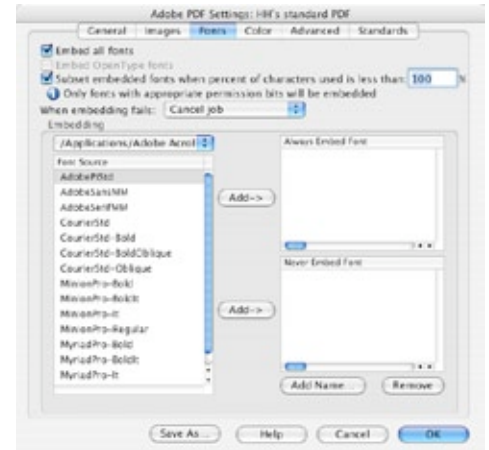 Adobe PDF Settings: HH's standard PDF
General Images Fonts Color Advanced Standards
Embed all fonts
Embed OpenType fonts
Subset embedded fonts when percent of characters used is less than: 100 %
Only fonts with appropriate permission bits will be embedded
When embedding fails: Cancel job
Embedding
/Applications/Adobe Acrol
Always Embed Font
Font Source
AdobePiStd
AdobeSansMM
AdobeSerifMM
Add->
CourierStd
CourierStd-Bold
CourierStd-BoldOblique
CourierStd-Oblique
Never Embed Font
MinionPro-Bold
MinionPro-BoldIt
MinionPro-It
Add->
MinionPro-Regular
MyriadPro-Bold
MyriadPro-BoldIt
MyriadPro-It
Add Name... Remove
Save As... Help Cancel OK